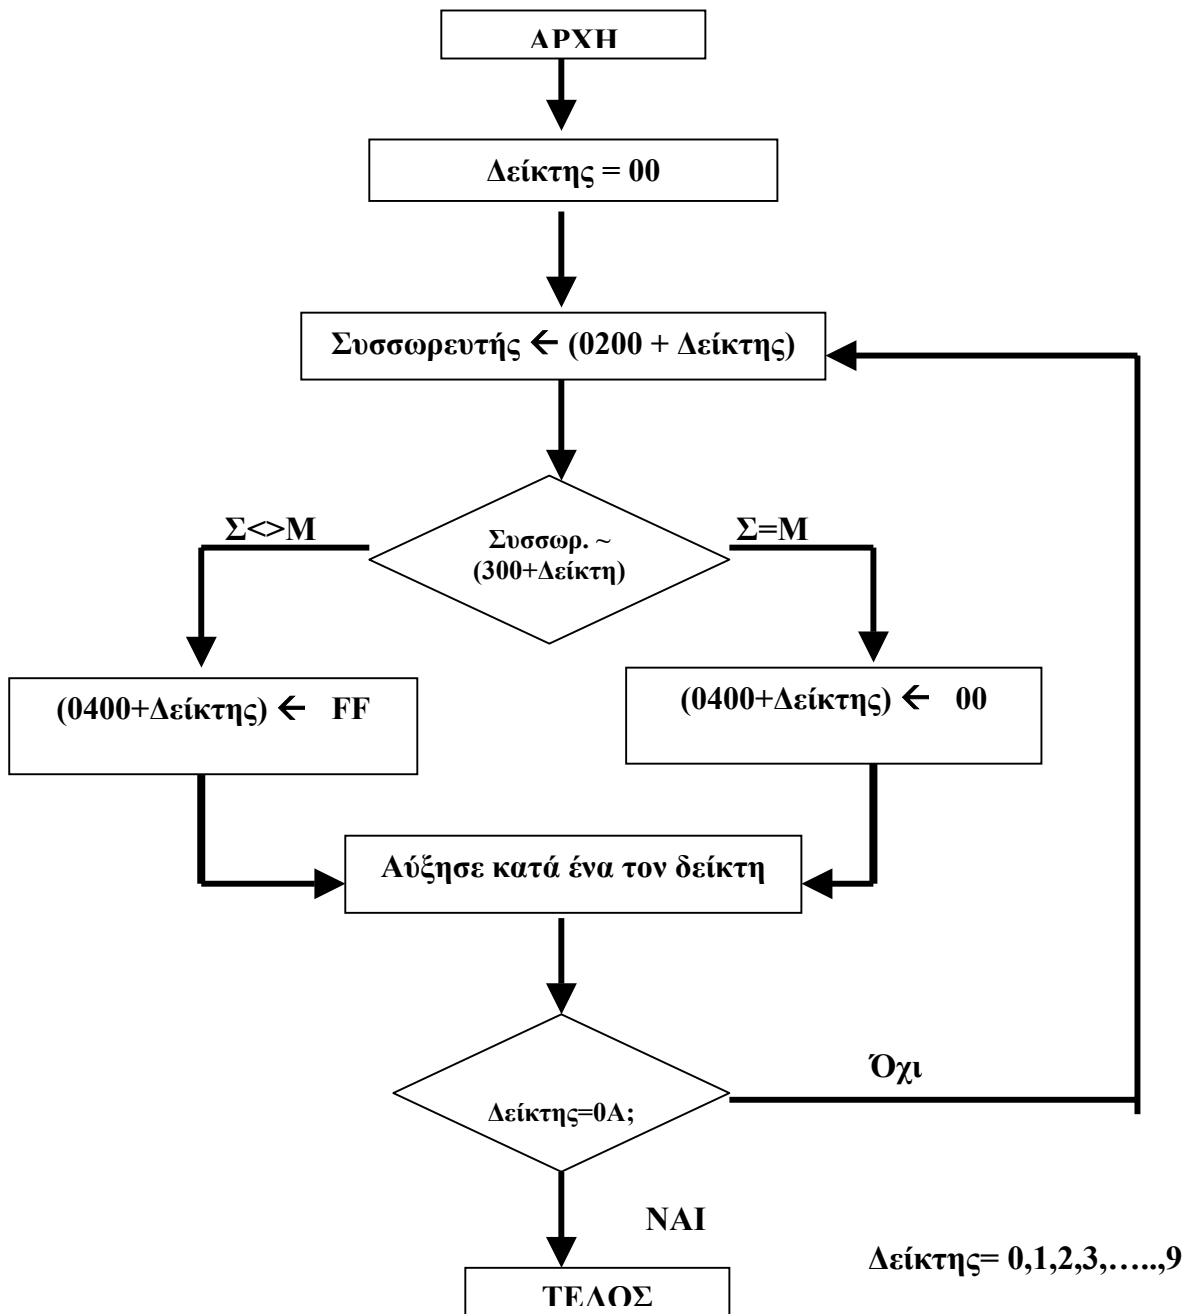 ΑΡΧΗ
Δείκτης = 00
Συσσωρευτής ← (0200 + Δείκτης)
Σ<>Μ
Συσσωρ. ~
(300+Δείκτη)
Σ=Μ
(0400+Δείκτης) ← FF
(0400+Δείκτης) ← 00
Αύξησε κατά ένα τον δείκτη
Όχι
Δείκτης=0Α;
ΝΑΙ
Δείκτης= 0,1,2,3,…..,9
ΤΕΛΟΣ